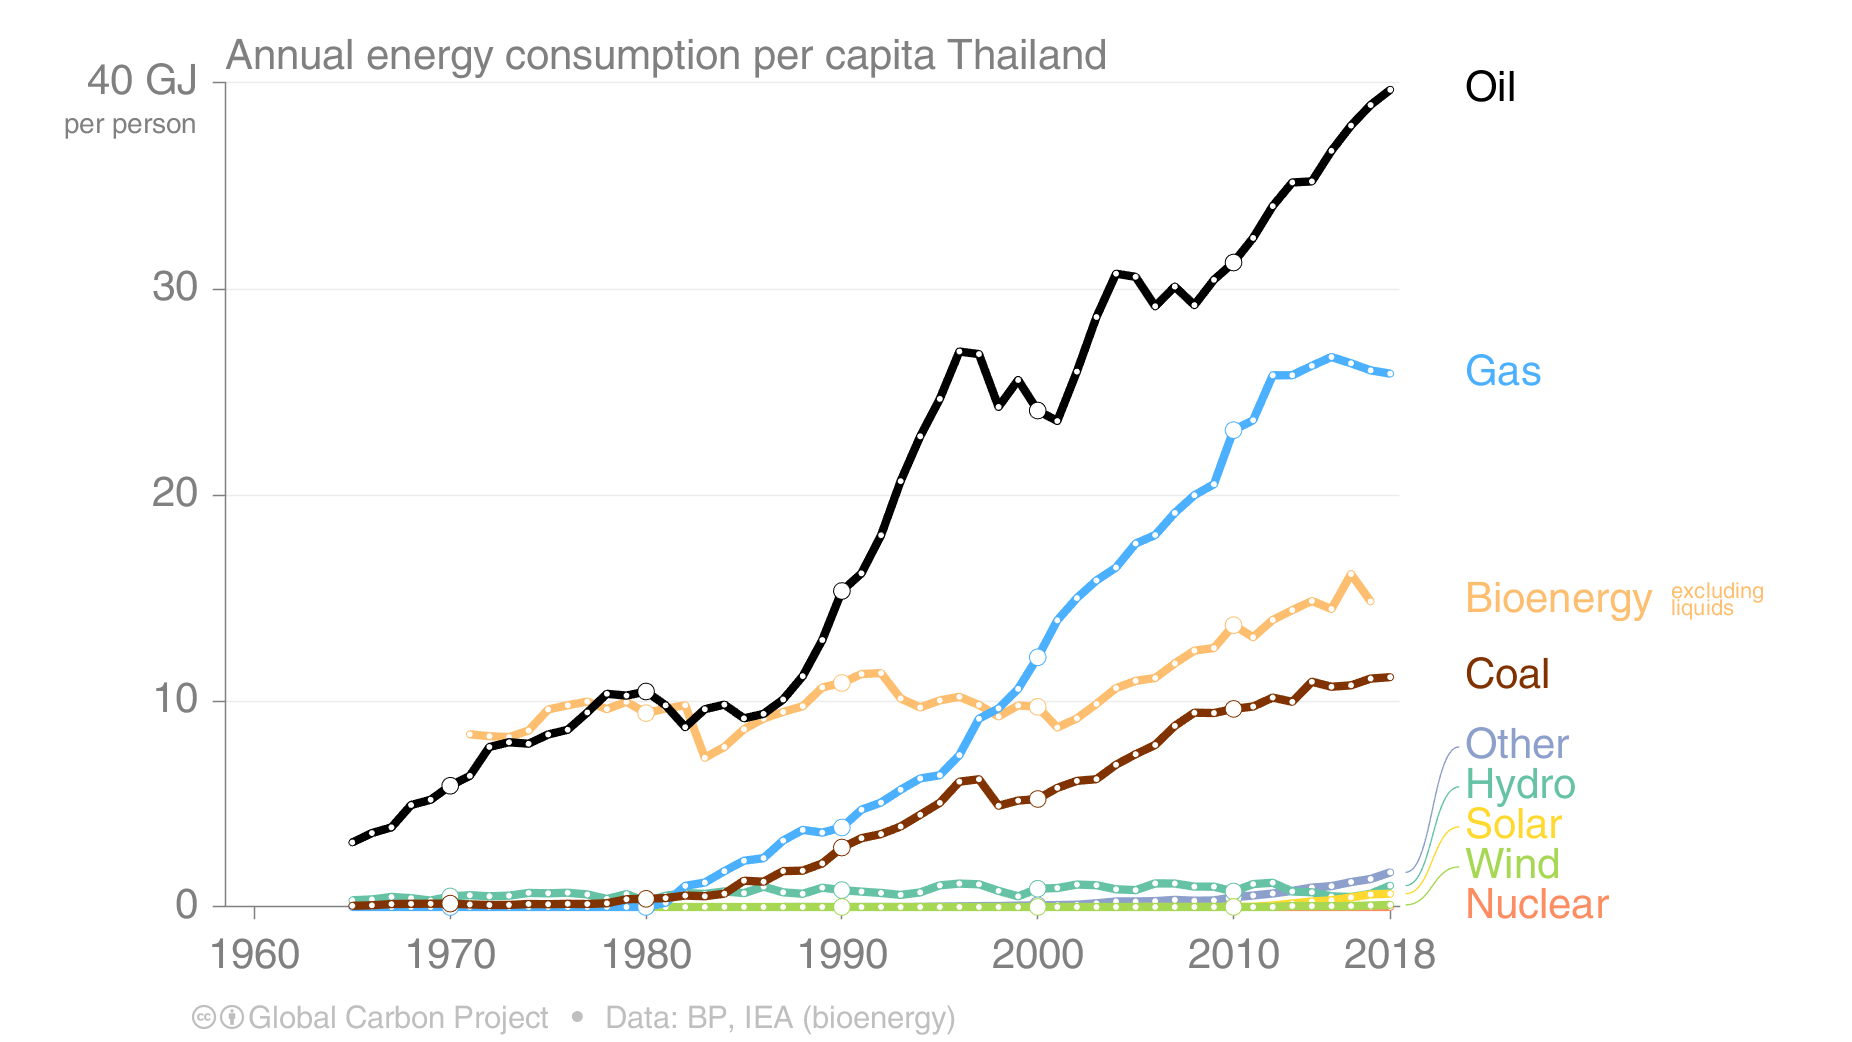 Annual energy consumption per capita Thailand
40 GJ
per person
30
20
10
0
1960 1970 1980 1990 2000 2010 2018
Oil
Gas
Bioenergy excluding
liquids
Coal
Other
Hydro
Solar
Wind
Nuclear
cc Global Carbon Project • Data: BP, IEA (bioenergy)